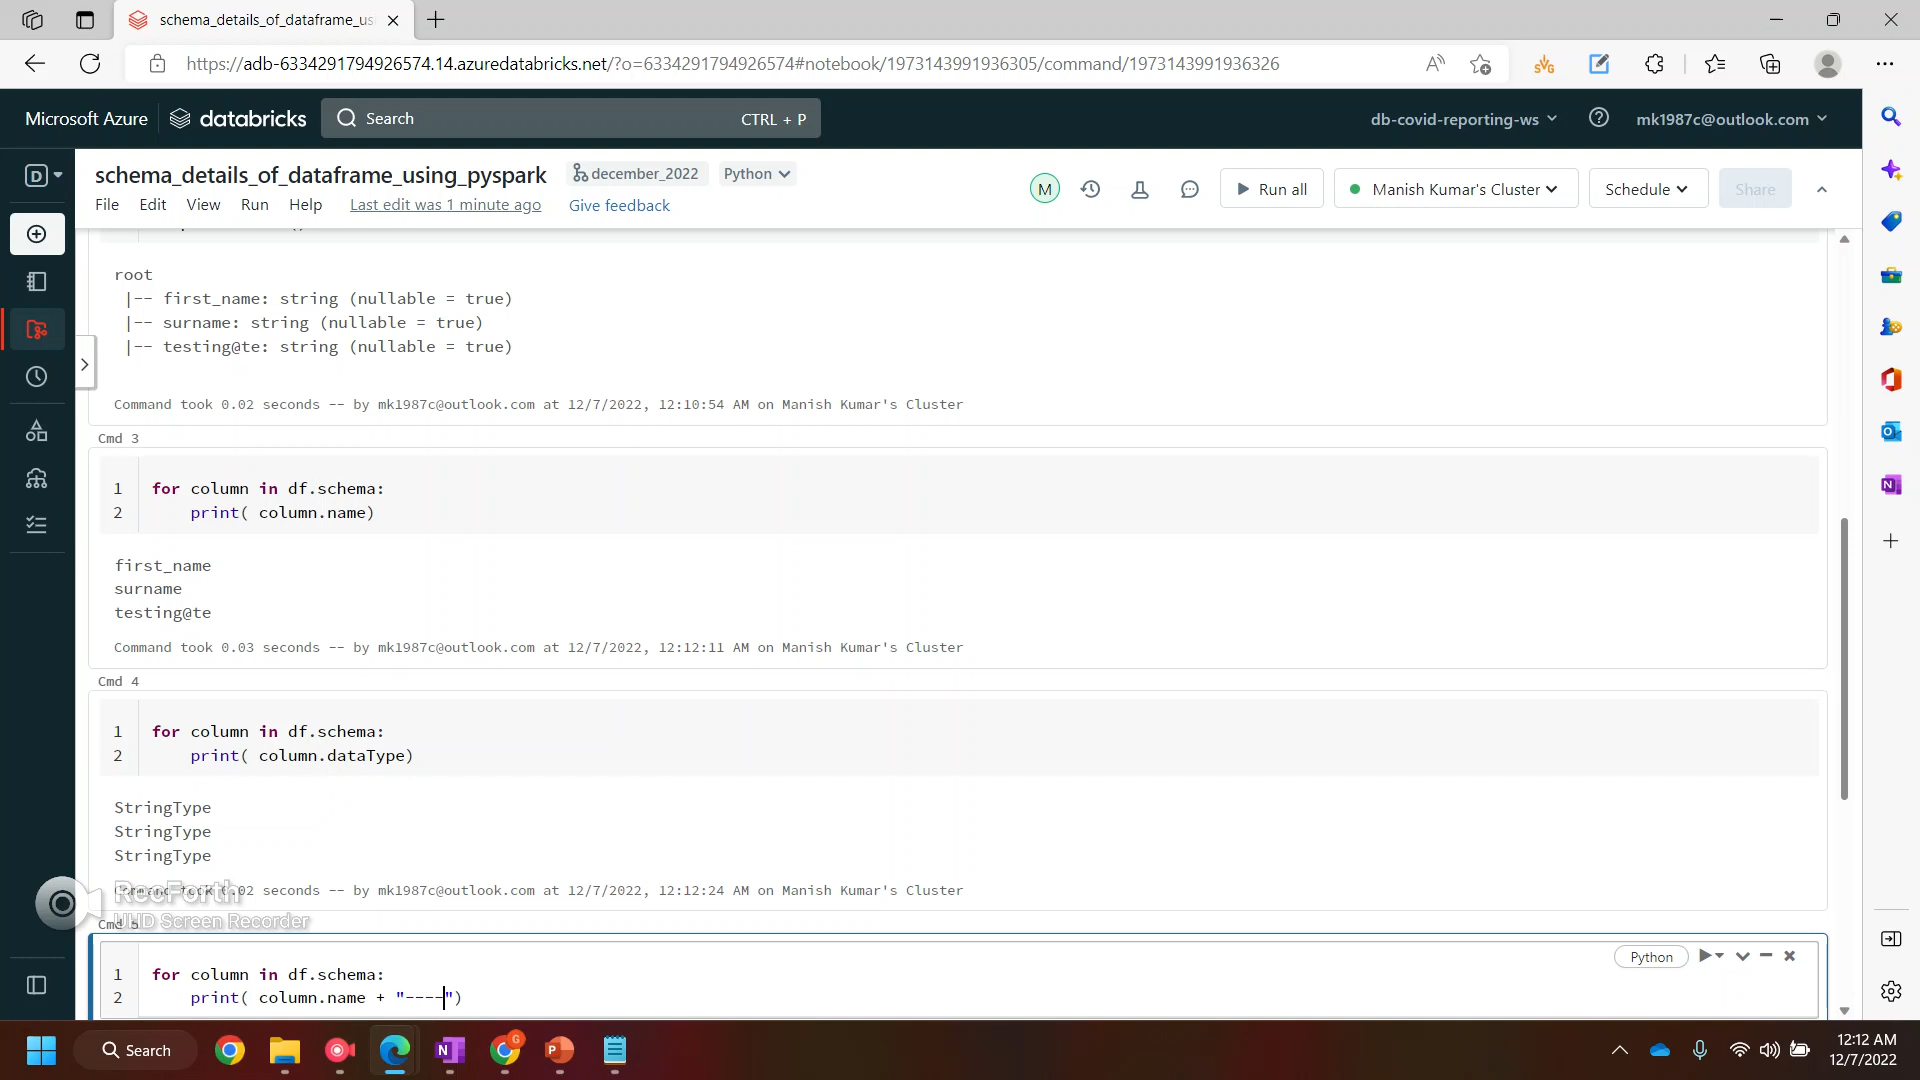 schema_details_of_dataframe_us
https://adb-6334291794926574.14.azuredatabricks.net/?o=6334291794926574#notebook/1973143991936305/command/1973143991936326
Microsoft Azure databricks Search CTRL + P db-covid-reporting-ws mk1987c@outlook.com
D schema_details_of_dataframe_using_pyspark december_2022 Python
M Run all Manish Kumar's Cluster Schedule Share
File Edit View Run Help Last edit was 1 minute ago Give feedback
root
|-- first_name: string (nullable = true)
|-- surname: string (nullable = true)
|-- testing@te: string (nullable = true)
Command took 0.02 seconds -- by mk1987c@outlook.com at 12/7/2022, 12:10:54 AM on Manish Kumar's Cluster
Cmd 3
1 for column in df.schema:
2 print( column.name)
first_name
surname
testing@te
Command took 0.03 seconds -- by mk1987c@outlook.com at 12/7/2022, 12:12:11 AM on Manish Kumar's Cluster
Cmd 4
1 for column in df.schema:
2 print( column.dataType)
StringType
StringType
StringType
Command took 0.02 seconds -- by mk1987c@outlook.com at 12/7/2022, 12:12:24 AM on Manish Kumar's Cluster
RecForth
UHD Screen Recorder
Cmd 5
Python
1 for column in df.schema:
2 print( column.name + "----")
Search
12:12 AM
12/7/2022